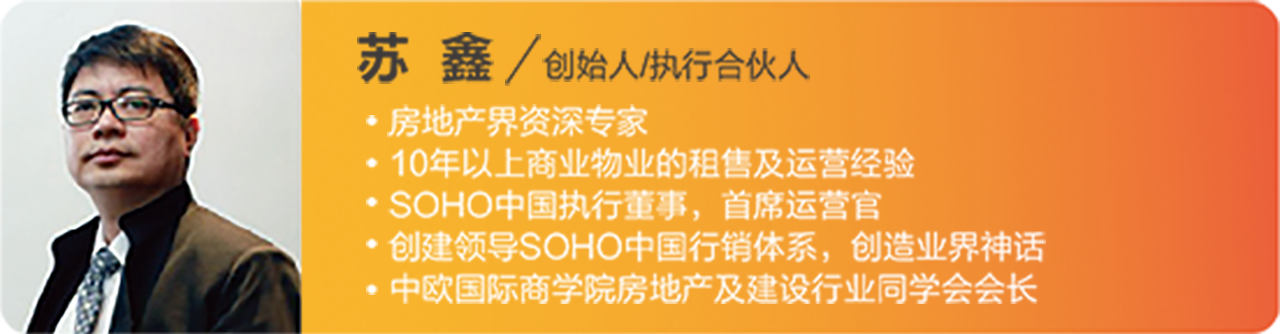 苏 鑫/创始人/执行合伙人
• 房地产界资深专家
• 10年以上商业物业的租售及运营经验
• SOHO中国执行董事，首席运营官
• 创建领导SOHO中国行销体系，创造业界神话
• 中欧国际商学院房地产及建设行业同学会会长